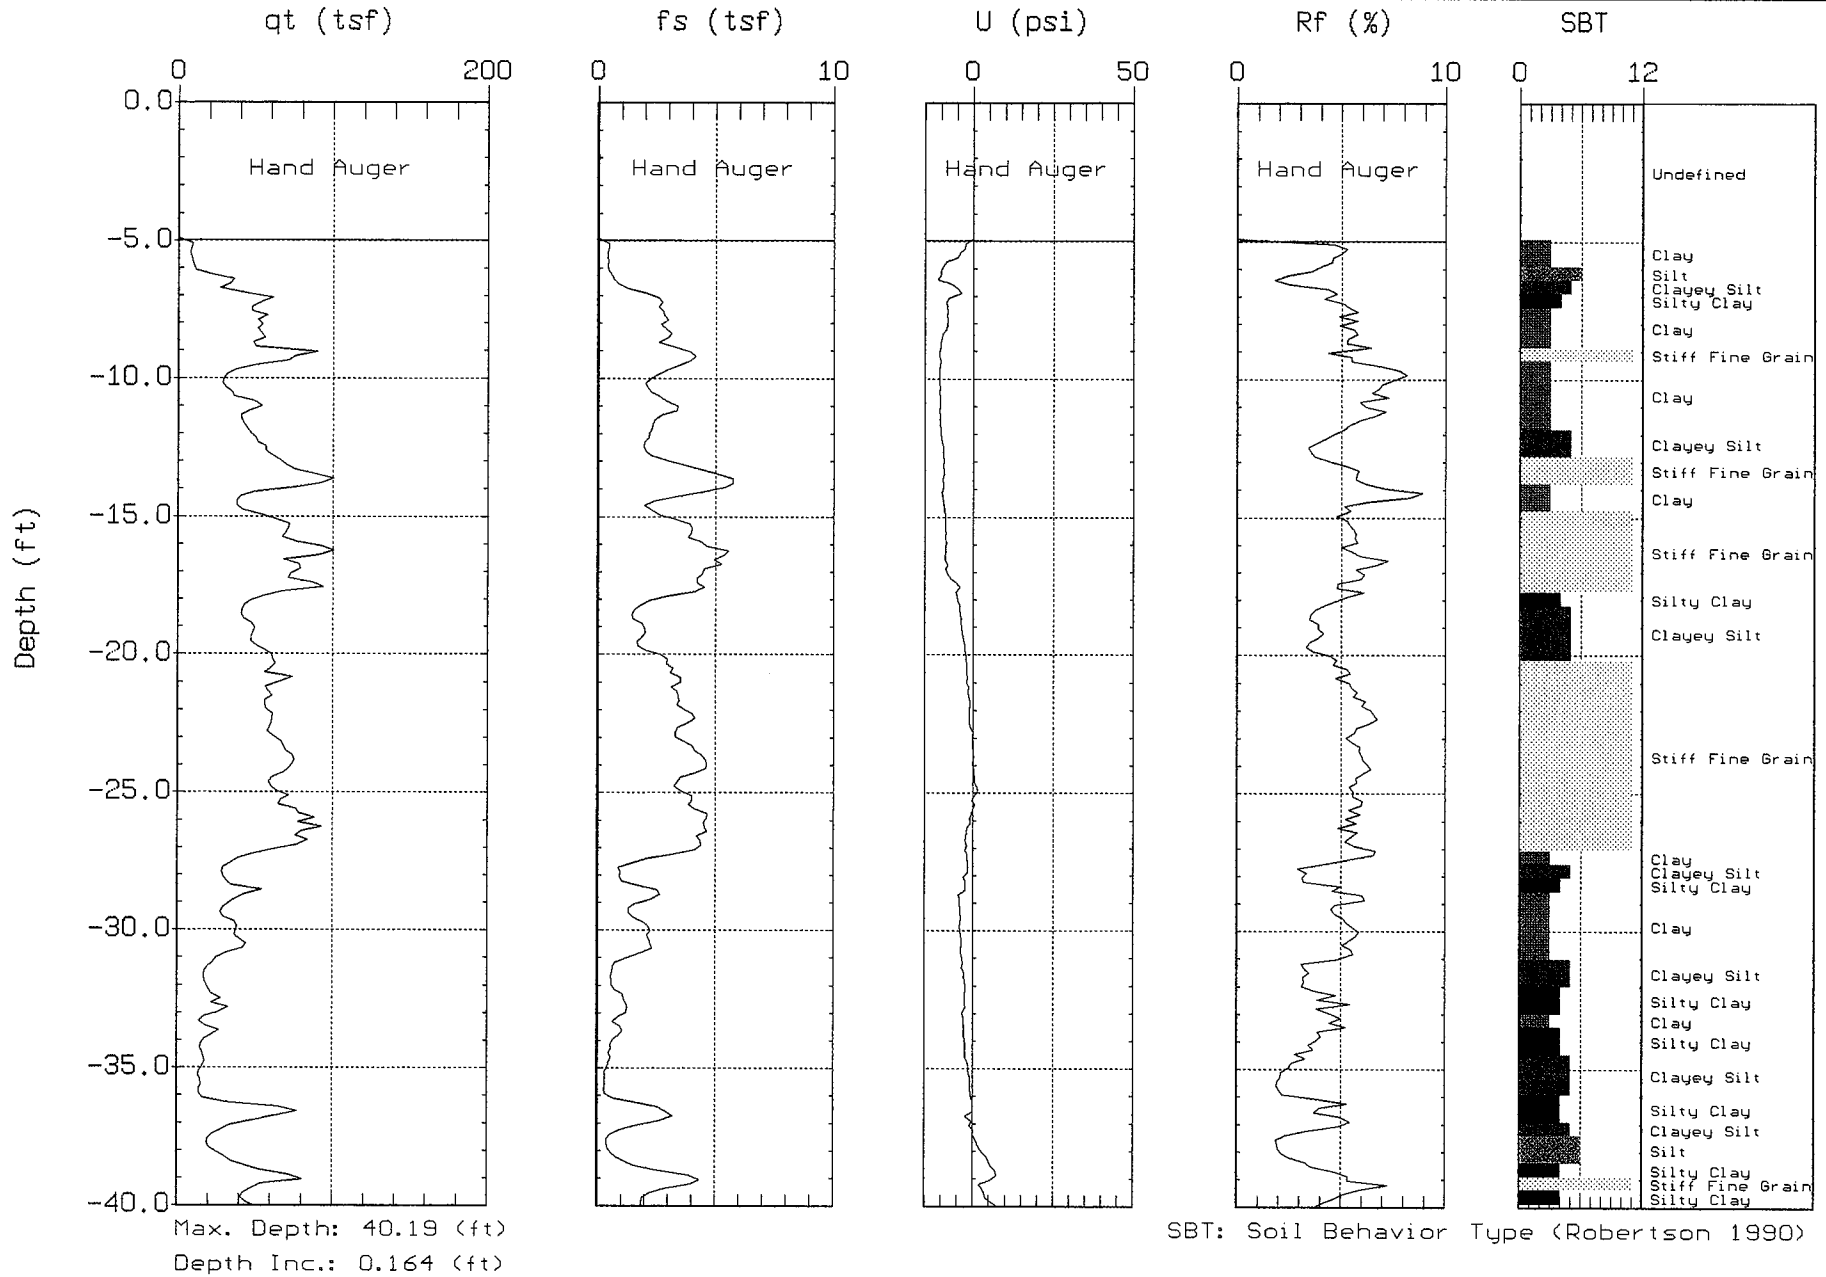 qt (tsf) fs (tsf) U (psi) Rf (%) SBT
0 200 0 10 0 50 0 10 0 12
0.0
Hand Auger Hand Auger Hand Auger Hand Auger
Undefined
-5.0
Clay
Silt
Clayey Silt
Silty Clay
Clay
Stiff Fine Grain
-10.0
Clay
Clayey Silt
Stiff Fine Grain
Clay
-15.0
Stiff Fine Grain
Silty Clay
Clayey Silt
-20.0
Depth (ft)
Stiff Fine Grain
-25.0
Clay
Clayey Silt
Silty Clay
Clay
-30.0
Clayey Silt
Silty Clay
Clay
Silty Clay
-35.0
Clayey Silt
Silty Clay
Clayey Silt
Silt
Silty Clay
Stiff Fine Grain
Silty Clay
-40.0
Max. Depth: 40.19 (ft)
SBT: Soil Behavior Type (Robertson 1990)
Depth Inc.: 0.164 (ft)